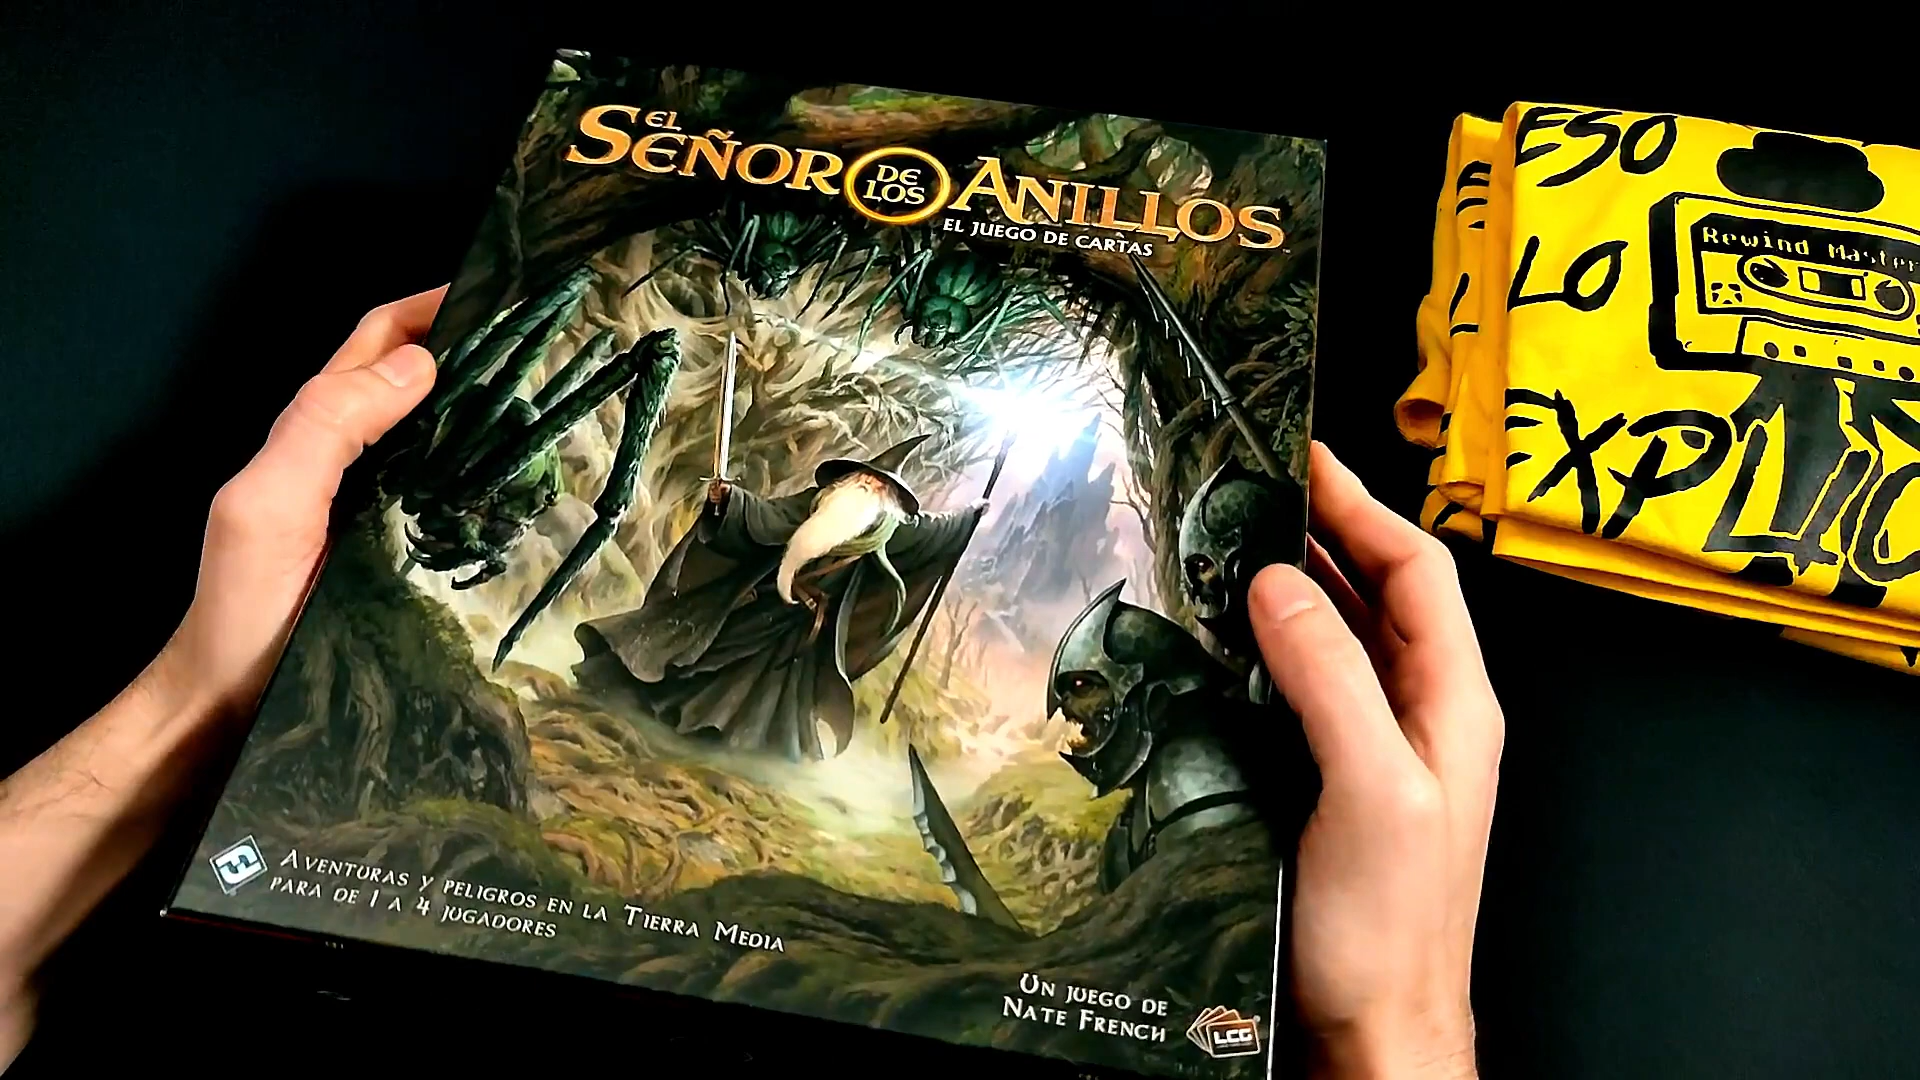 EL
SEÑOR DE LOS ANILLOS
EL JUEGO DE CARTAS
AVENTURAS Y PELIGROS EN LA TIERRA MEDIA
PARA DE 1 A 4 JUGADORES
UN JUEGO DE
NATE FRENCH
LCG
ESO
LO
EXPLIC
Rewind Master